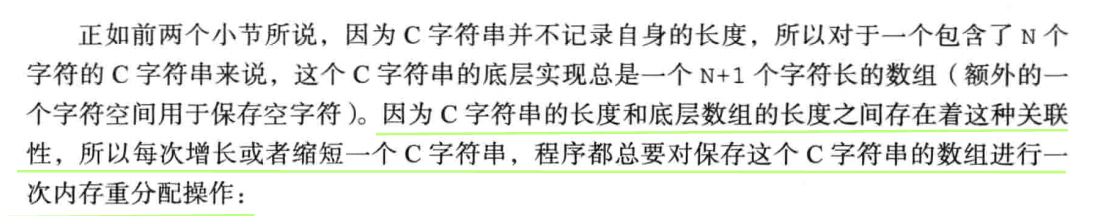 正如前两个小节所说，因为 C 字符串并不记录自身的长度，所以对于一个包含了 N 个
字符的 C 字符串来说，这个 C 字符串的底层实现总是一个 N+1 个字符长的数组（额外的一
个字符空间用于保存空字符）。因为 C 字符串的长度和底层数组的长度之间存在着这种关联
性，所以每次增长或者缩短一个 C 字符串，程序都总要对保存这个 C 字符串的数组进行一
次内存重分配操作：